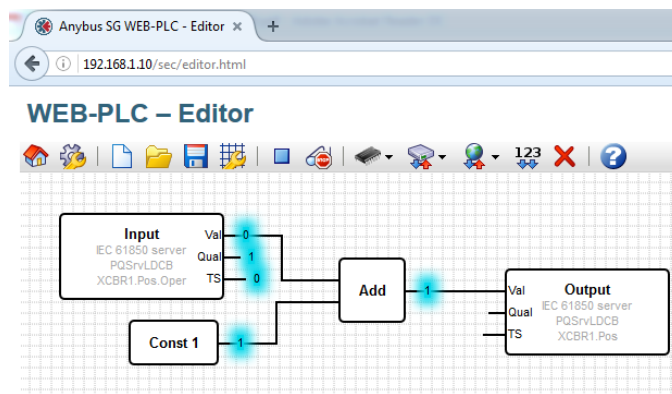 Anybus SG WEB-PLC - Editor
192.168.1.10/sec/editor.html
WEB-PLC – Editor
123
Input
IEC 61850 server
PQSrvLDCB
XCBR1.Pos.Oper
Val
Qual
TS
0
1
0
Const 1
1
Add
1
Val
Qual
TS
Output
IEC 61850 server
PQSrvLDCB
XCBR1.Pos